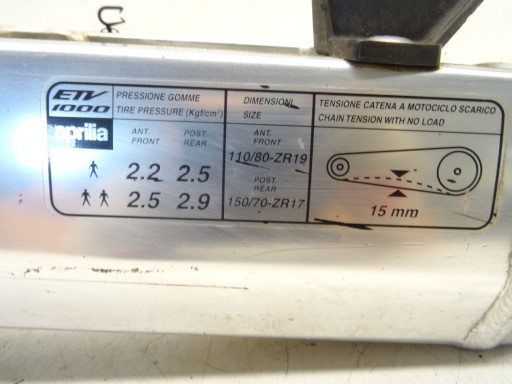 ETV 1000
aprilia
PRESSIONE GOMME
TIRE PRESSURE (Kgf/cm²)
ANT. POST.
FRONT REAR
2.2 2.5
2.5 2.9
DIMENSIONI
SIZE
ANT.
FRONT
110/80-ZR19
POST.
REAR
150/70-ZR17
TENSIONE CATENA A MOTOCICLO SCARICO
CHAIN TENSION WITH NO LOAD
15 mm